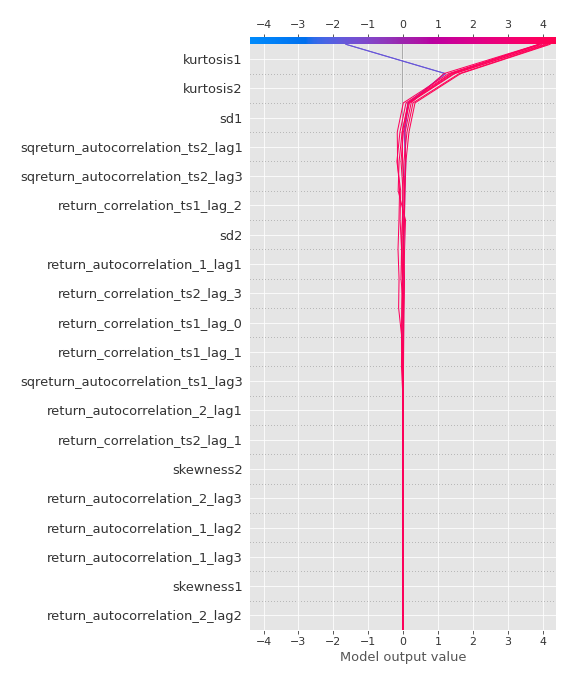 −4 −3 −2 −1 0 1 2 3 4
kurtosis1
kurtosis2
sd1
sqreturn_autocorrelation_ts2_lag1
sqreturn_autocorrelation_ts2_lag3
return_correlation_ts1_lag_2
sd2
return_autocorrelation_1_lag1
return_correlation_ts2_lag_3
return_correlation_ts1_lag_0
return_correlation_ts1_lag_1
sqreturn_autocorrelation_ts1_lag3
return_autocorrelation_2_lag1
return_correlation_ts2_lag_1
skewness2
return_autocorrelation_2_lag3
return_autocorrelation_1_lag2
return_autocorrelation_1_lag3
skewness1
return_autocorrelation_2_lag2
−4 −3 −2 −1 0 1 2 3 4
Model output value